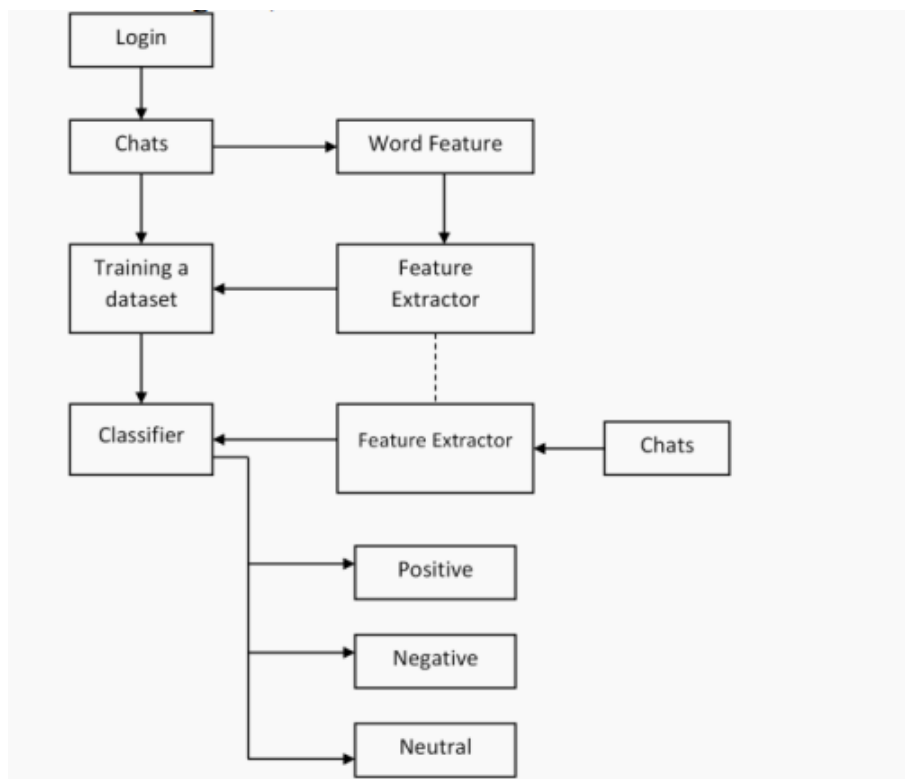 Login
Chats
Word Feature
Training a
dataset
Feature
Extractor
Classifier
Feature Extractor
Chats
Positive
Negative
Neutral